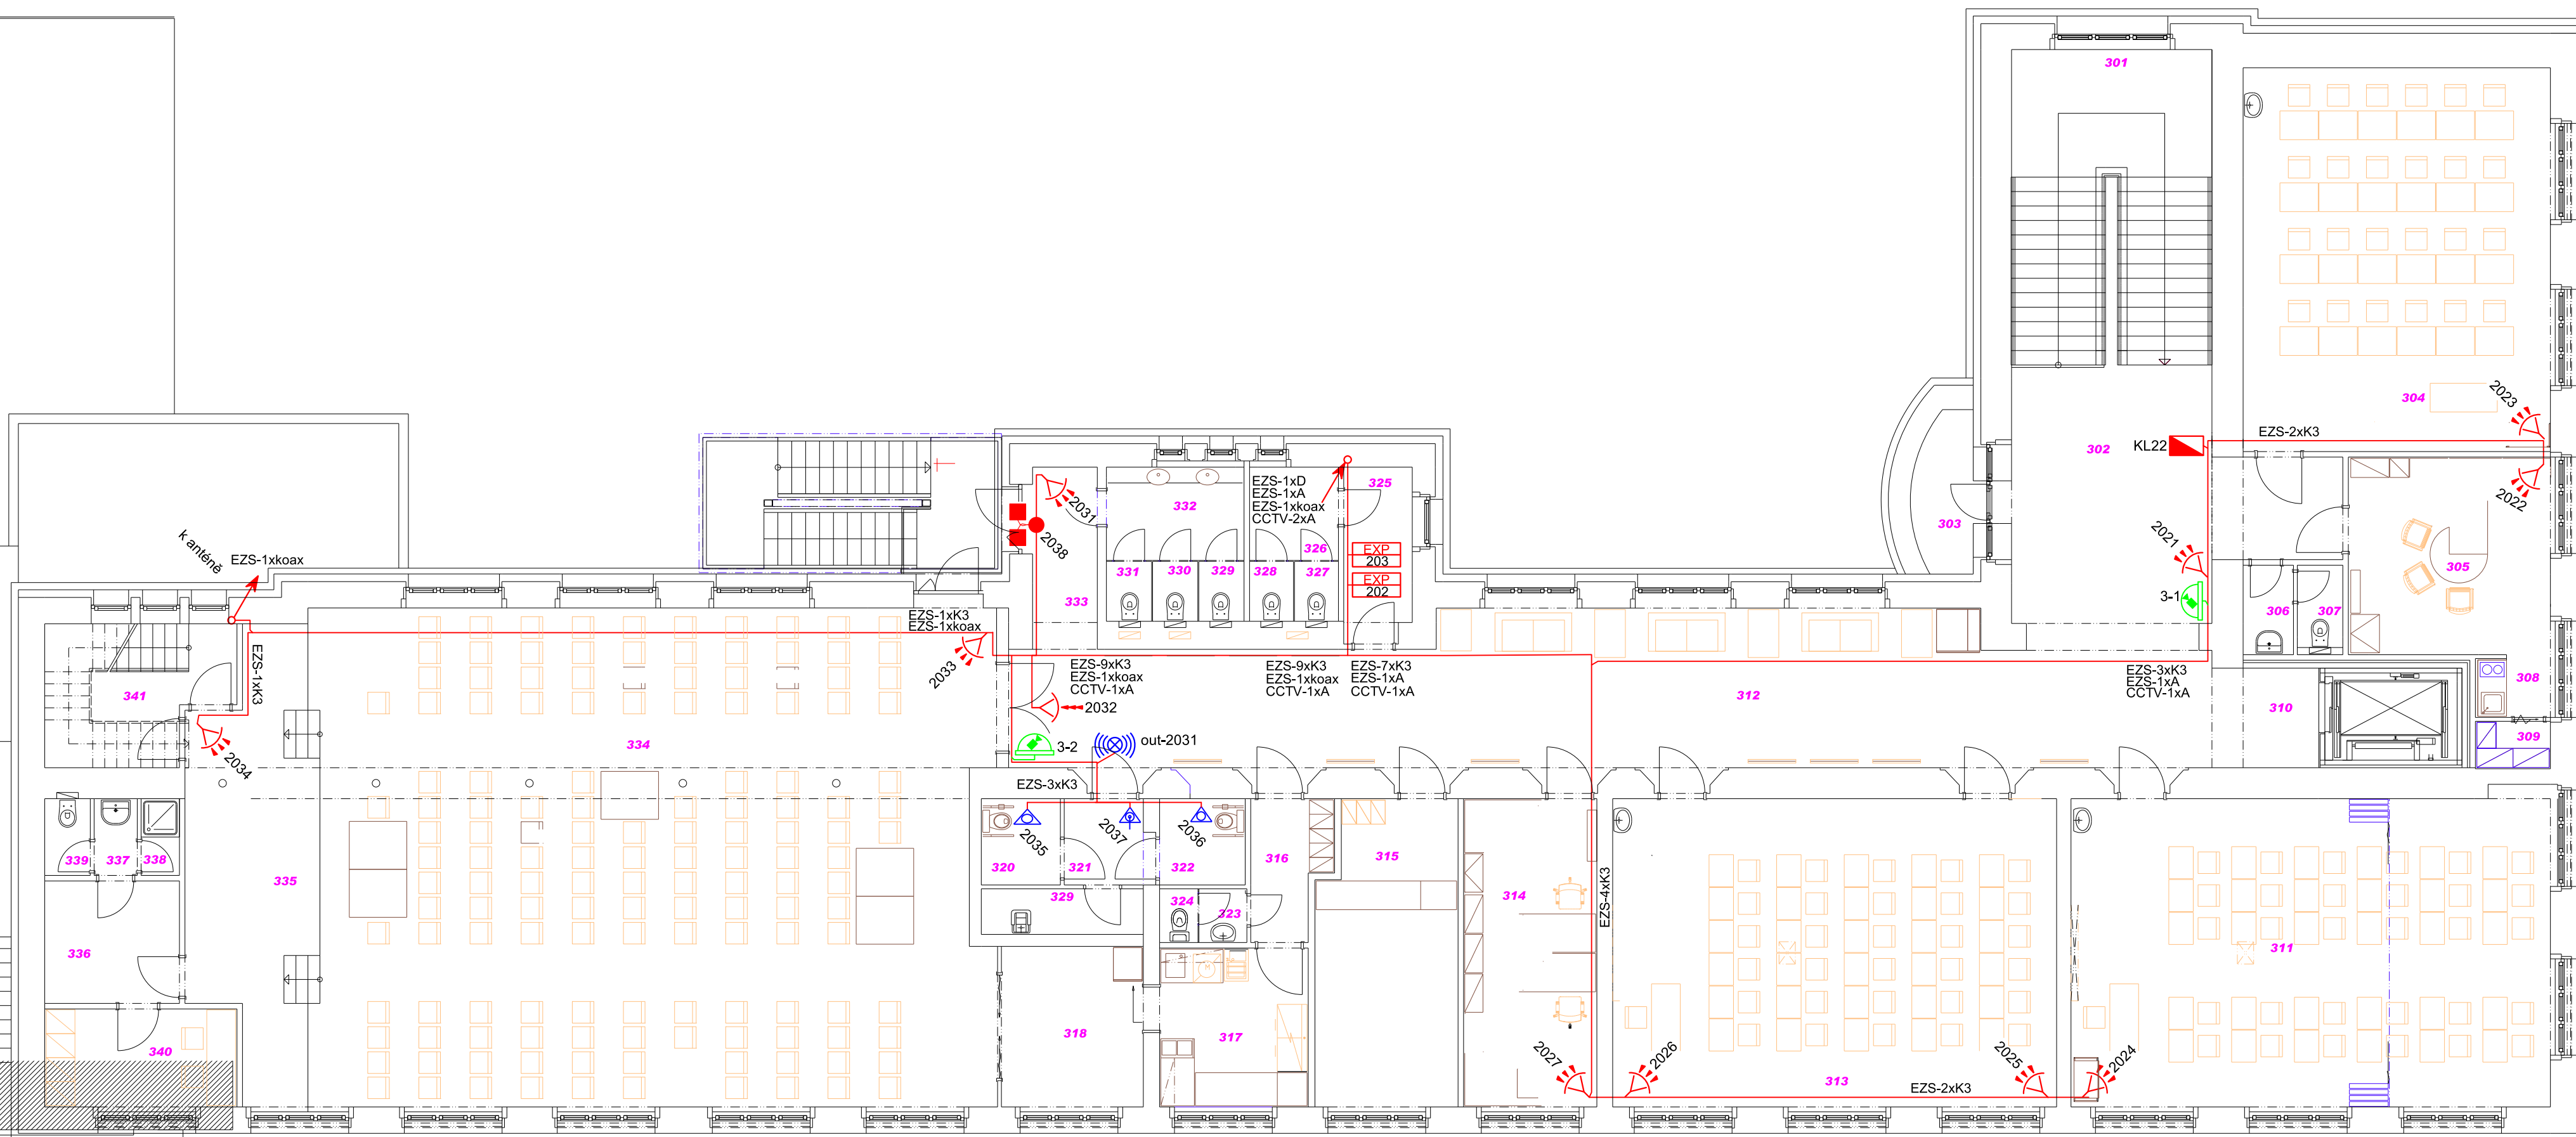 301
304
2023
KL22
302
EZS-2xK3
2022
303
2021
305
3-1
306
307
EZS-1xD
EZS-1xA
EZS-1xkoax
CCTV-2xA
325
332
2031
2038
326
EXP
203
EXP
202
331
330
329
328
327
333
k anténě
EZS-1xkoax
EZS-1xK3
EZS-1xkoax
EZS-1xK3
2033
341
2034
334
EZS-9xK3
EZS-1xkoax
CCTV-1xA
EZS-9xK3
EZS-1xkoax
CCTV-1xA
EZS-7xK3
EZS-1xA
CCTV-1xA
EZS-3xK3
EZS-1xA
CCTV-1xA
2032
3-2
out-2031
312
310
308
309
EZS-3xK3
2035
2037
2036
320
321
322
316
315
314
339
337
338
335
329
324
323
EZS-4xK3
311
336
318
317
340
2027
2026
313
2025
2024
EZS-2xK3